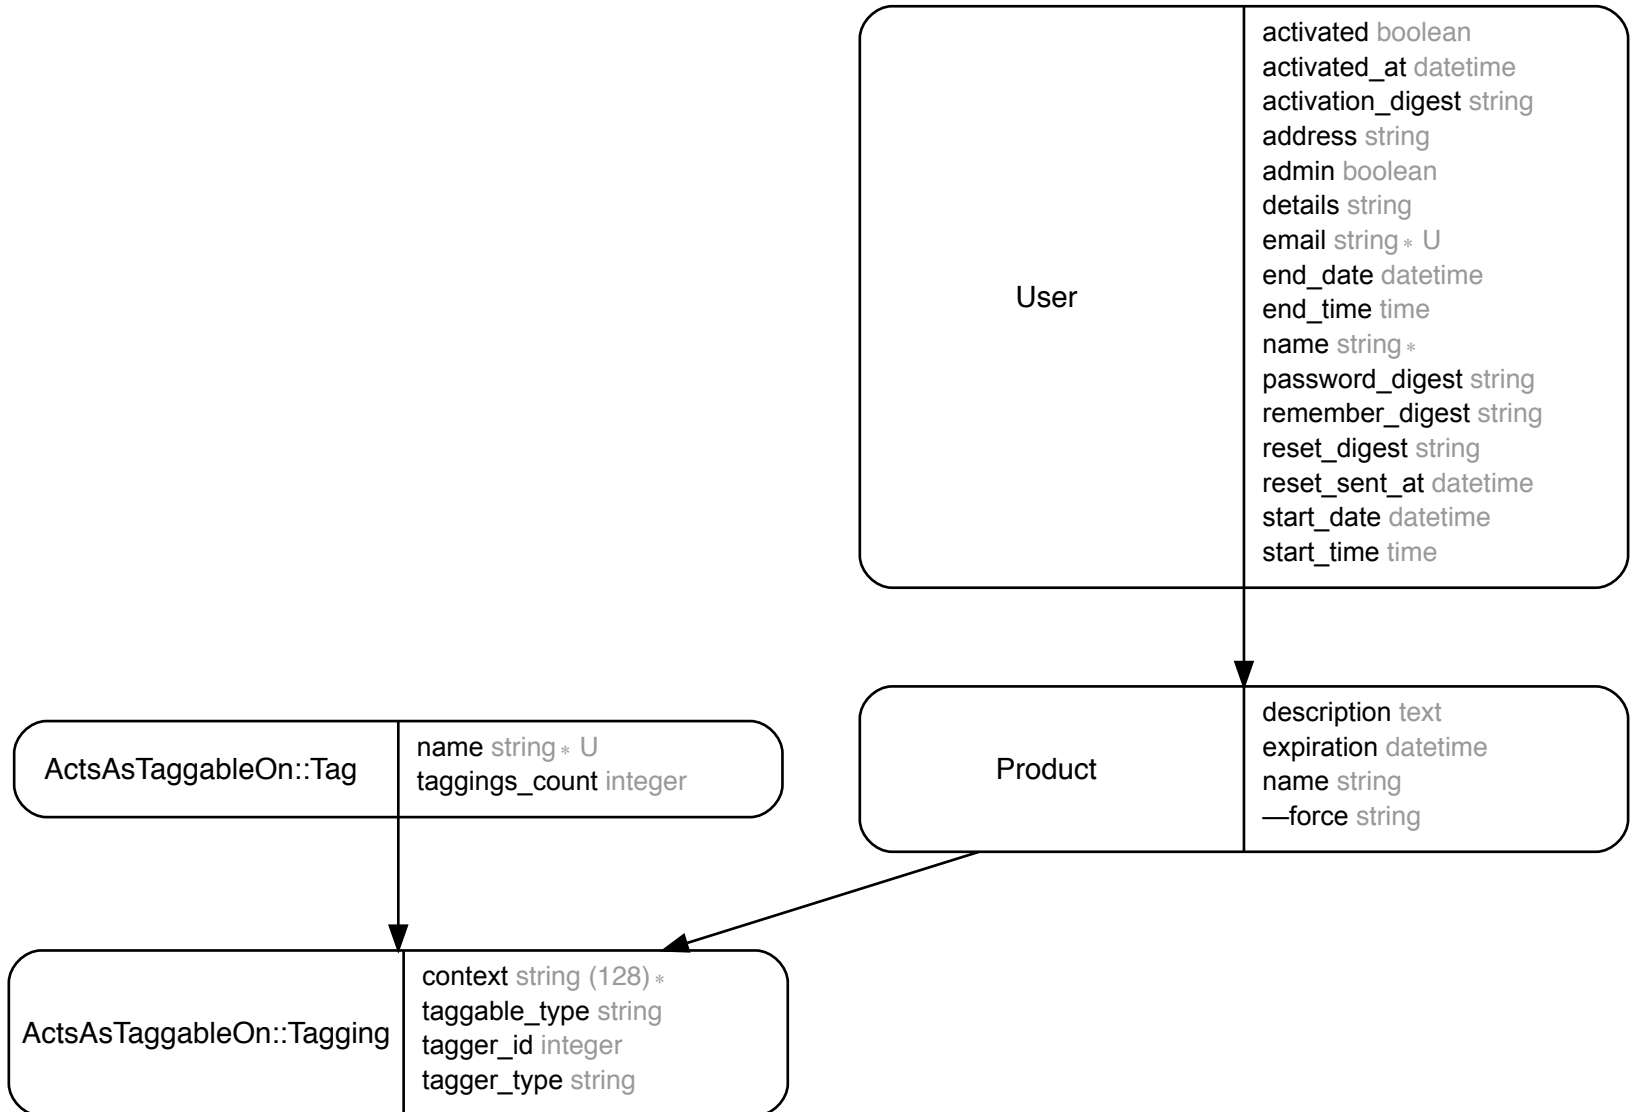 User
activated boolean
activated_at datetime
activation_digest string
address string
admin boolean
details string
email string∗ U
end_date datetime
end_time time
name string∗
password_digest string
remember_digest string
reset_digest string
reset_sent_at datetime
start_date datetime
start_time time
ActsAsTaggableOn::Tag
name string∗ U
taggings_count integer
Product
description text
expiration datetime
name string
—force string
ActsAsTaggableOn::Tagging
context string (128)∗
taggable_type string
tagger_id integer
tagger_type string